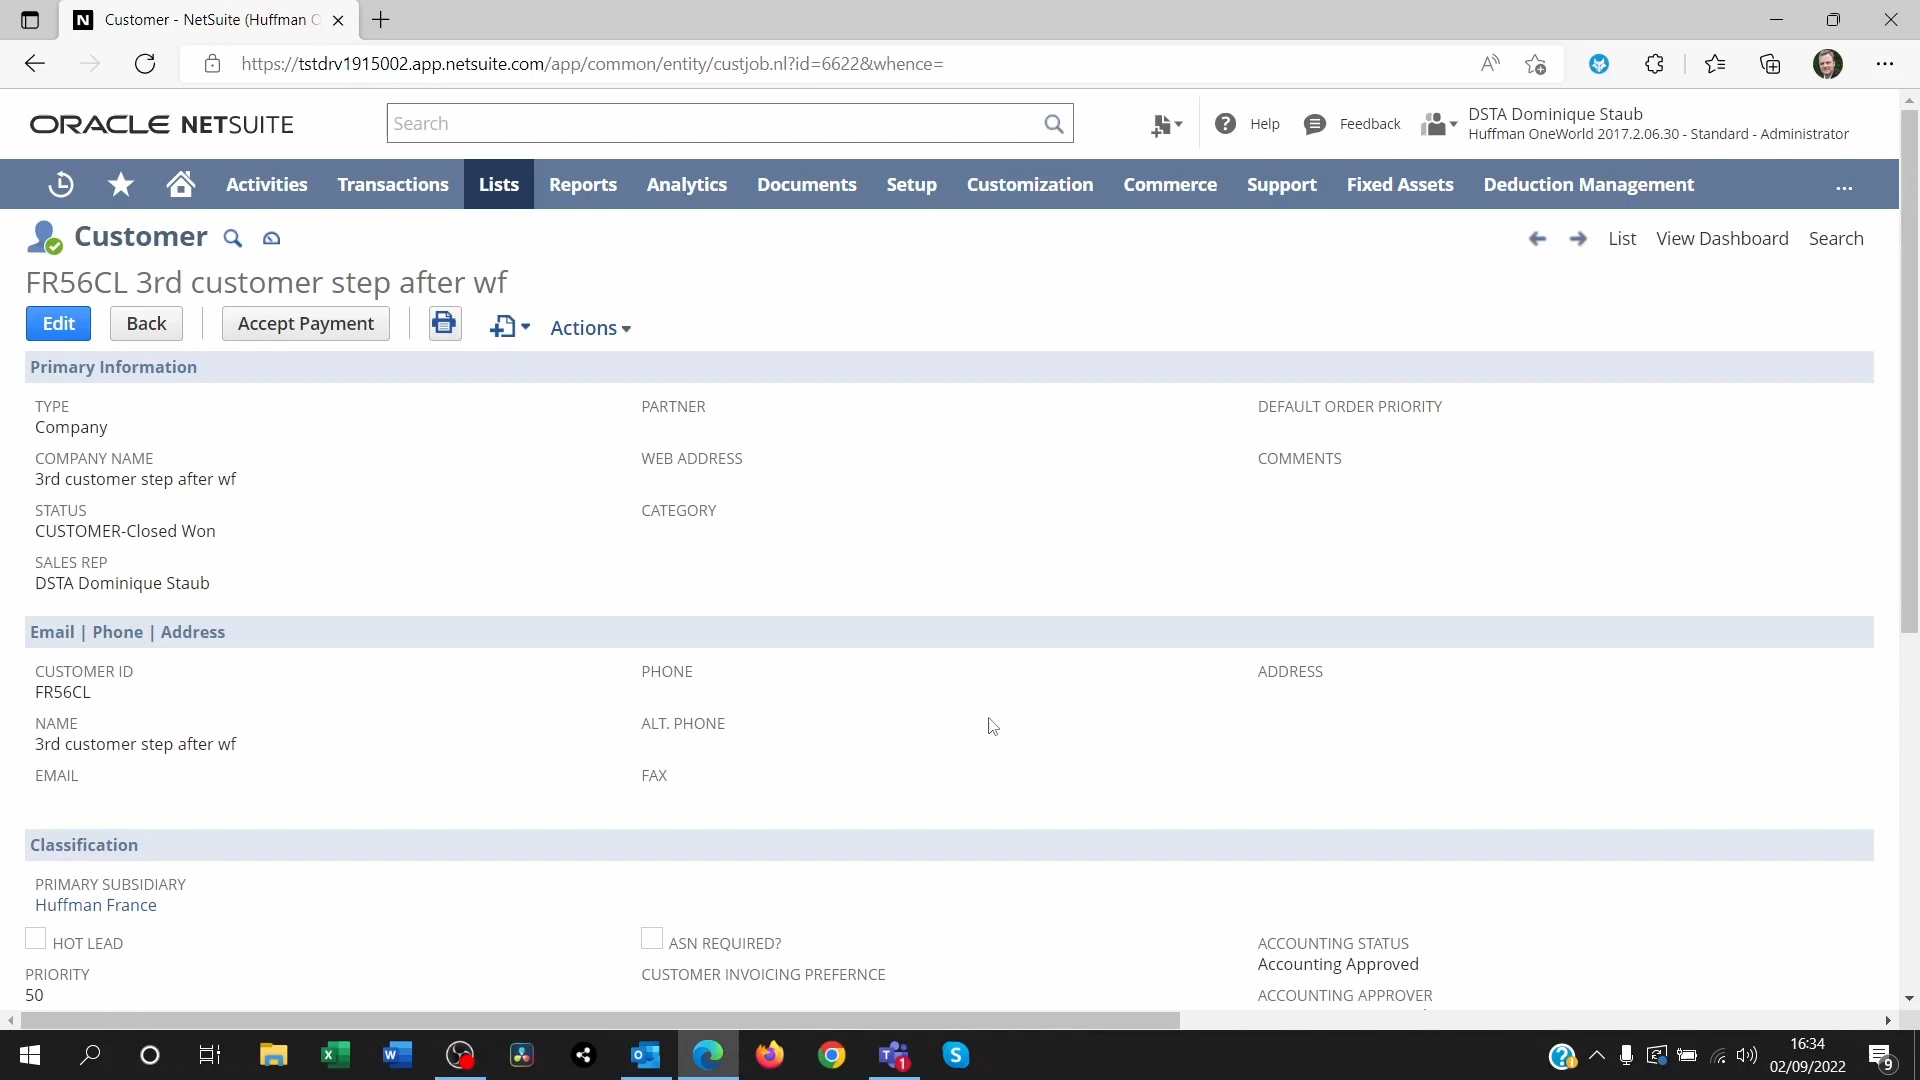 Customer - NetSuite (Huffman O
https://tstdrv1915002.app.netsuite.com/app/common/entity/custjob.nl?id=6622&whence=
ORACLE NETSUITE
Search
Help
Feedback
DSTA Dominique Staub
Huffman OneWorld 2017.2.06.30 - Standard - Administrator
Activities
Transactions
Lists
Reports
Analytics
Documents
Setup
Customization
Commerce
Support
Fixed Assets
Deduction Management
...
Customer
List
View Dashboard
Search
FR56CL 3rd customer step after wf
Edit
Back
Accept Payment
Actions
Primary Information
TYPE
Company
COMPANY NAME
3rd customer step after wf
STATUS
CUSTOMER-Closed Won
SALES REP
DSTA Dominique Staub
PARTNER
WEB ADDRESS
CATEGORY
DEFAULT ORDER PRIORITY
COMMENTS
Email | Phone | Address
CUSTOMER ID
FR56CL
NAME
3rd customer step after wf
EMAIL
PHONE
ALT. PHONE
FAX
ADDRESS
Classification
PRIMARY SUBSIDIARY
Huffman France
HOT LEAD
PRIORITY
50
ASN REQUIRED?
CUSTOMER INVOICING PREFERNCE
ACCOUNTING STATUS
Accounting Approved
ACCOUNTING APPROVER
16:34
02/09/2022
9